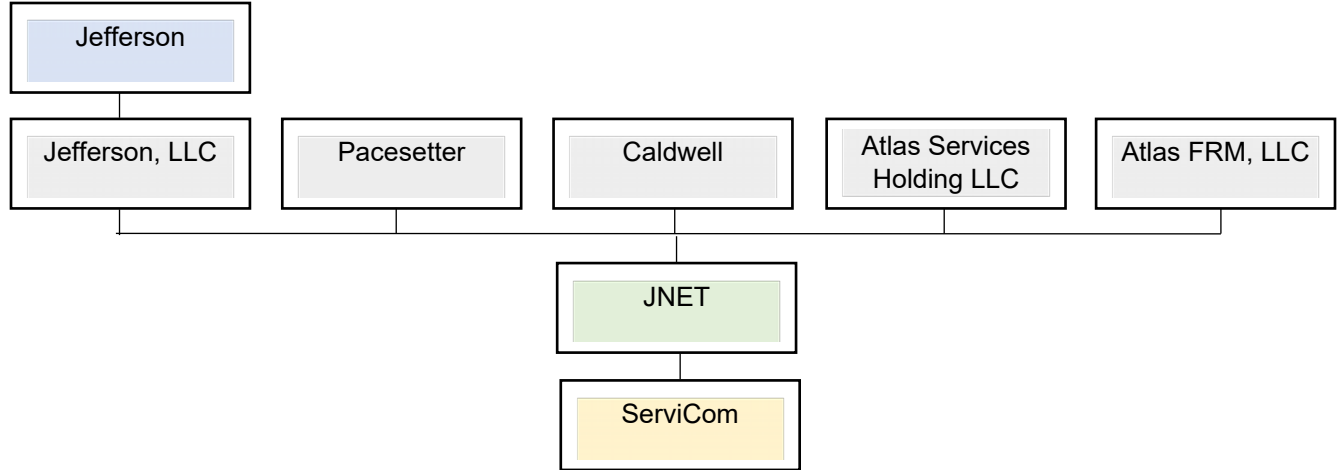 Jefferson
Jefferson, LLC
Pacesetter
Caldwell
Atlas Services
Holding LLC
Atlas FRM, LLC
JNET
ServiCom